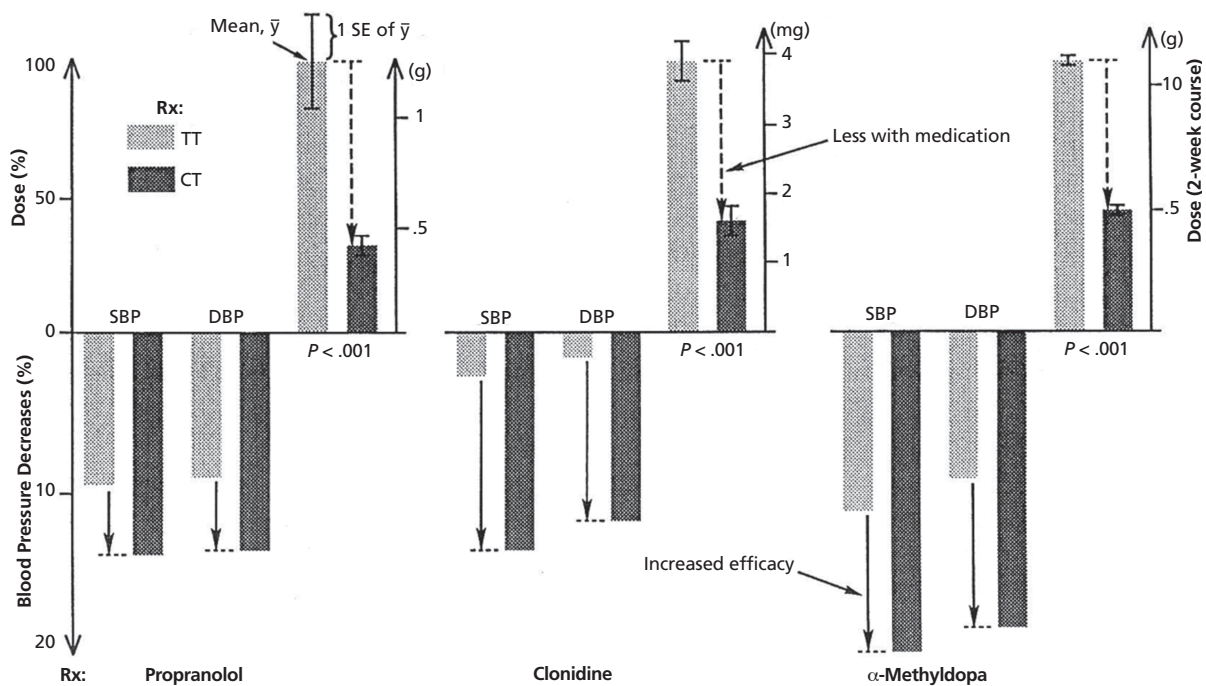 Mean, ȳ
1 SE of ȳ
100
50
0
10
20
Dose (%)
Blood Pressure Decreases (%)
Rx:
TT
CT
(g)
1
.5
SBP
DBP
P < .001
(mg)
4
3
2
1
Less with medication
SBP
DBP
P < .001
(g)
10
.5
Dose (2-week course)
SBP
DBP
P < .001
Increased efficacy
Rx:
Propranolol
Clonidine
α-Methyldopa